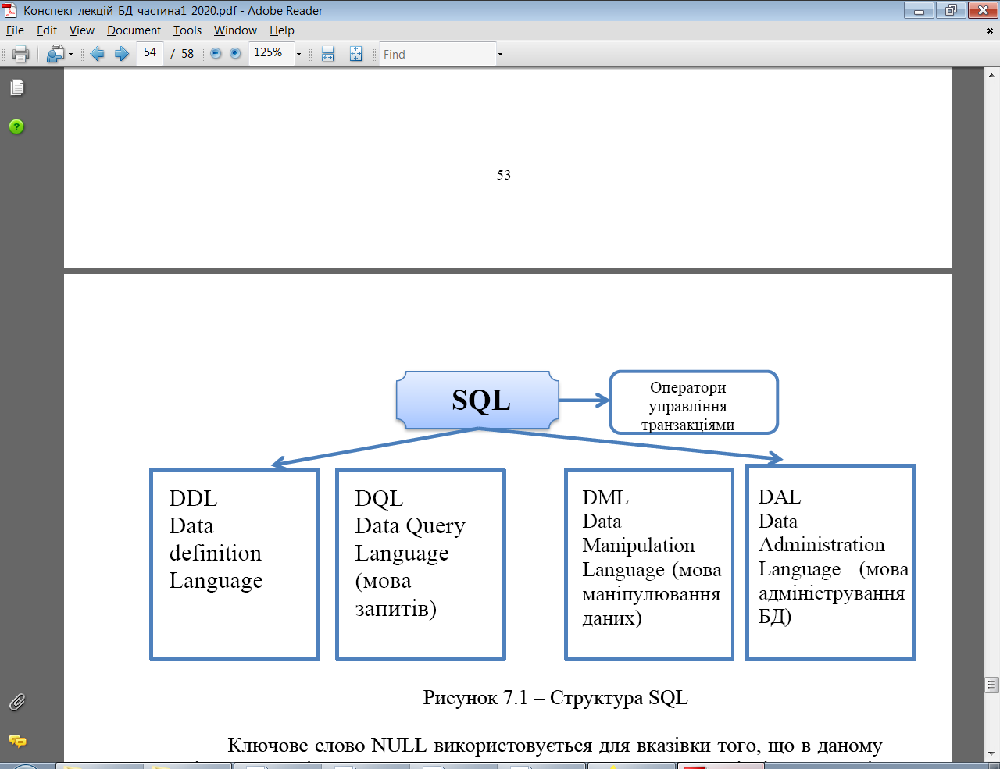 Конспект_лекцій_БД_частина1_2020.pdf - Adobe Reader
File Edit View Document Tools Window Help
54 / 58 125% Find
53
SQL
Оператори
управління
транзакціями
DDL
Data
definition
Language
DQL
Data Query
Language
(мова
запитів)
DML
Data
Manipulation
Language (мова
маніпулювання
даних)
DAL
Data
Administration
Language (мова
адміністрування
БД)
Рисунок 7.1 – Структура SQL
Ключове слово NULL використовується для вказівки того, що в даному